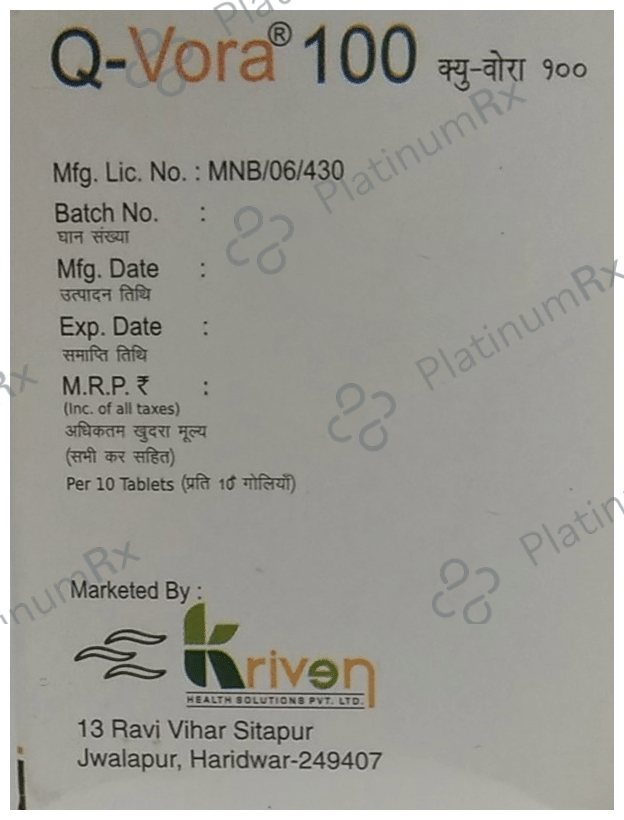 Q-Vora® 100 क्यु-वोरा १००
Mfg. Lic. No. : MNB/06/430
Batch No. :
घान संख्या
Mfg. Date :
उत्पादन तिथि
Exp. Date :
समाप्ति तिथि
M.R.P. ₹ :
(Inc. of all taxes)
अधिकतम खुदरा मूल्य
(सभी कर सहित)
Per 10 Tablets (प्रति 10 गोलियाँ)
Marketed By :
kriven
HEALTH SOLUTIONS PVT. LTD.
13 Ravi Vihar Sitapur
Jwalapur, Haridwar-249407
PlatinumRx
PlatinumRx